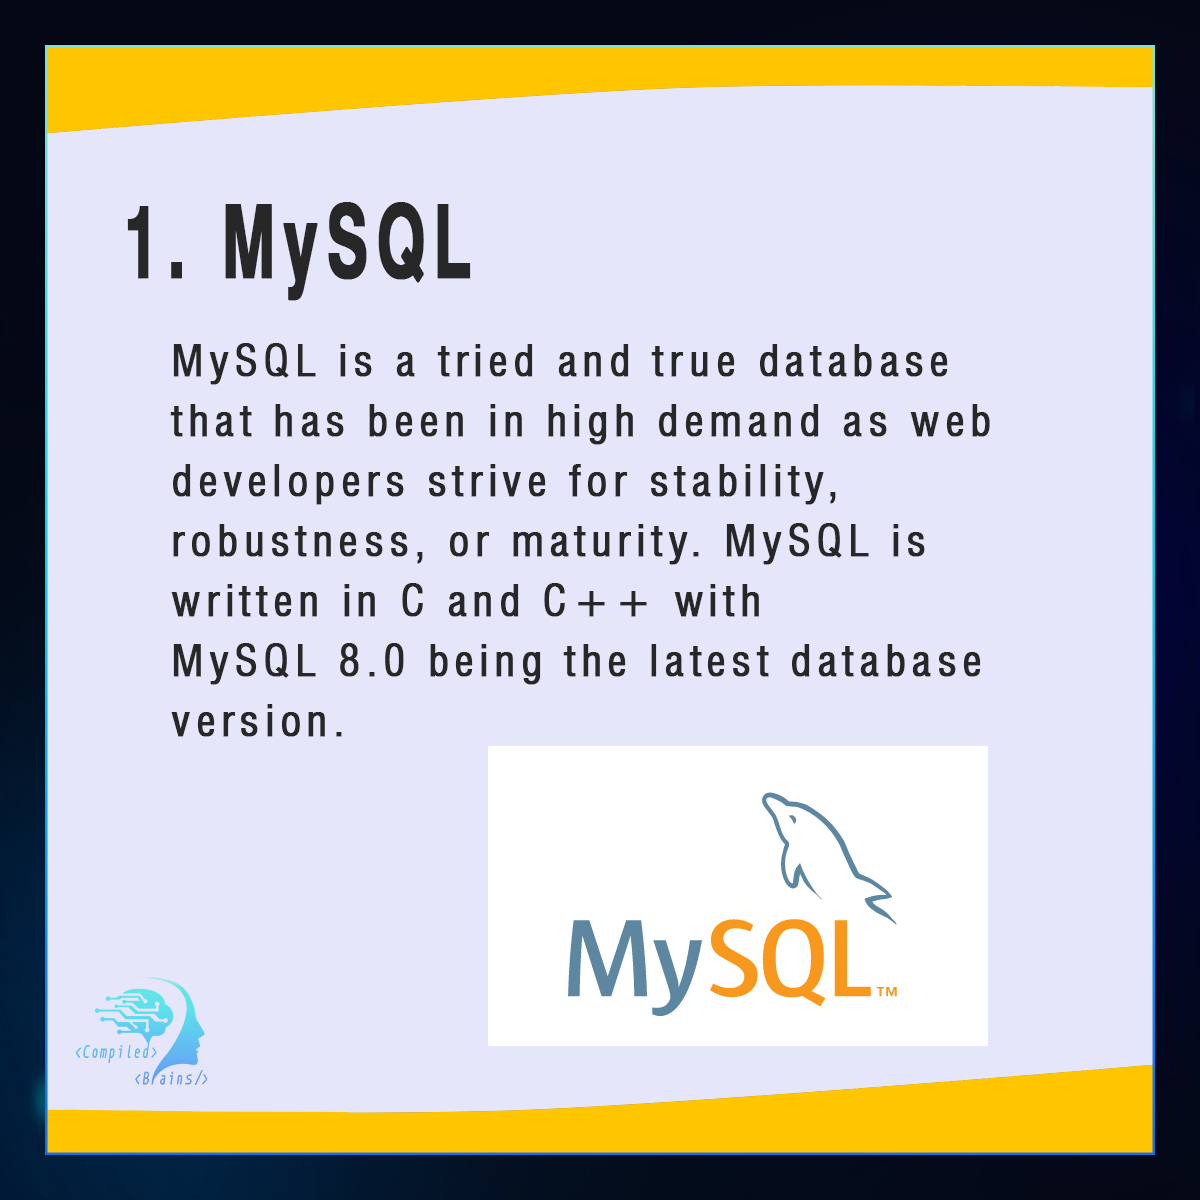 1. MySQL
MySQL is a tried and true database
that has been in high demand as web
developers strive for stability,
robustness, or maturity. MySQL is
written in C and C++ with
MySQL 8.0 being the latest database
version.
MySQL™
<Compiled>
<Brains/>